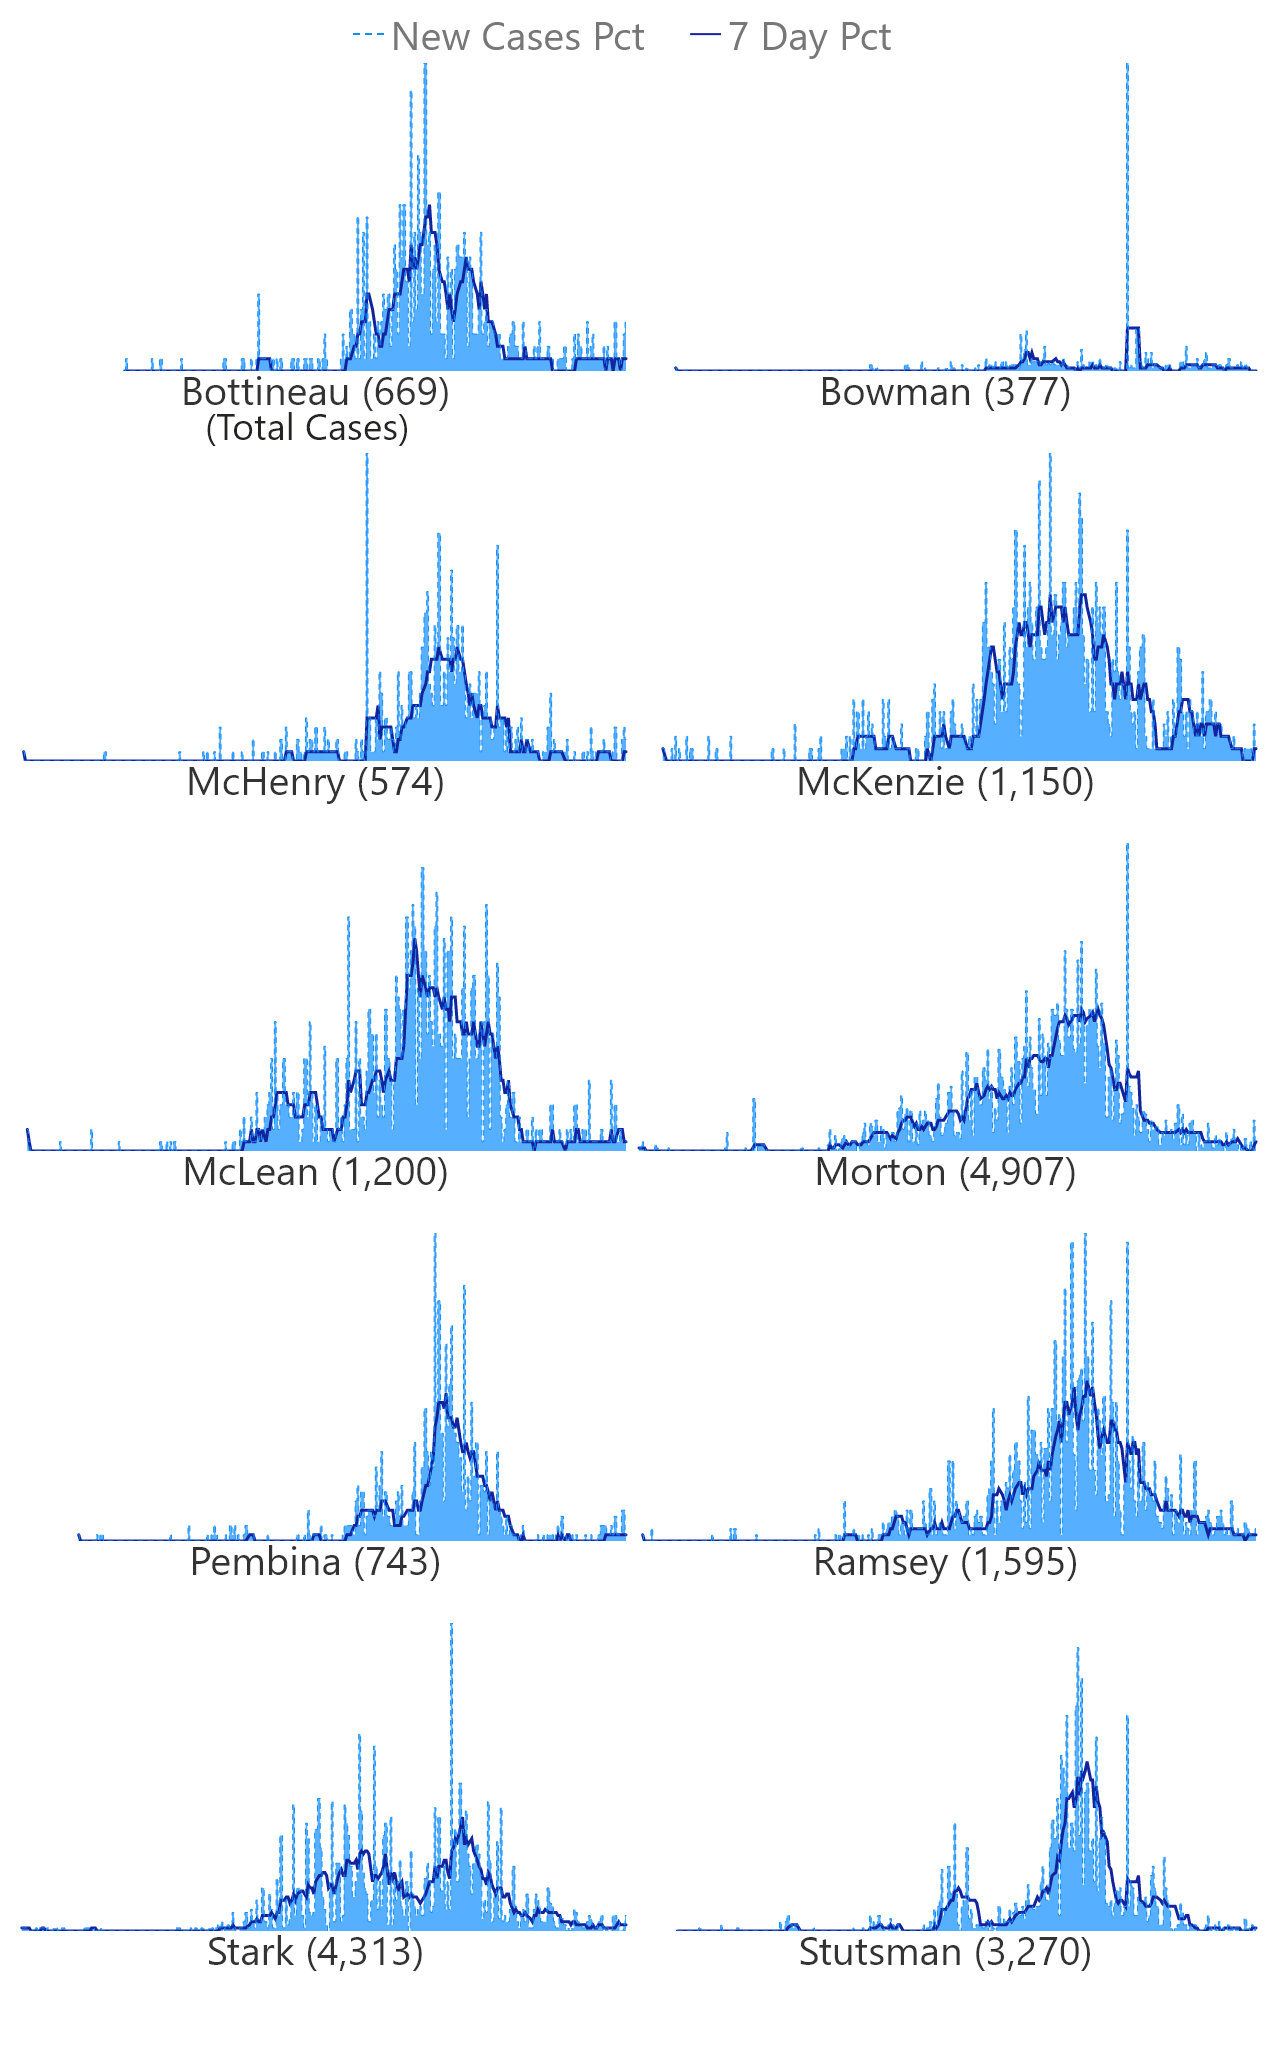 New Cases Pct 7 Day Pct
Bottineau (669) Bowman (377)
(Total Cases)
McHenry (574) McKenzie (1,150)
McLean (1,200) Morton (4,907)
Pembina (743) Ramsey (1,595)
Stark (4,313) Stutsman (3,270)